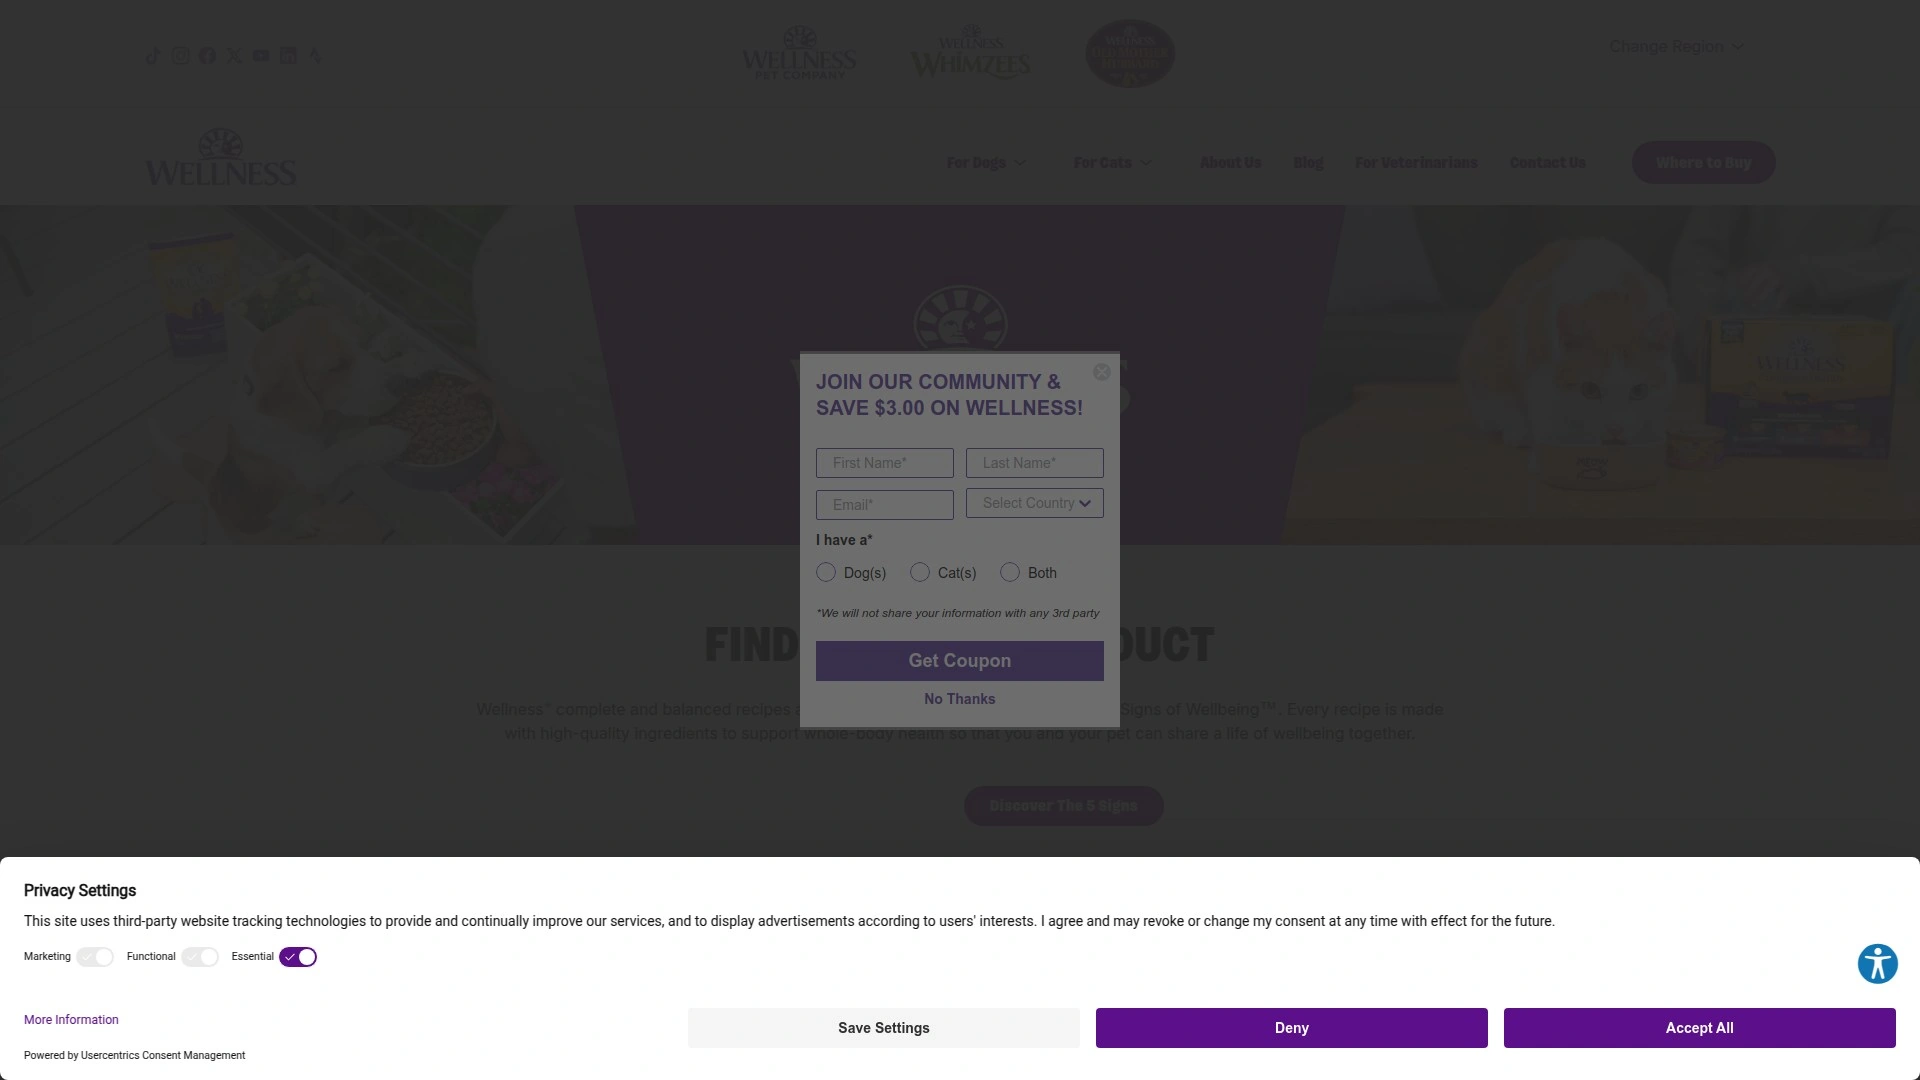 WELLNESS
PET COMPANY
WELLNESS
WHIMZEES
Change Region
WELLNESS
For Dogs
For Cats
About Us
Blog
For Veterinarians
Contact Us
Where to Buy
JOIN OUR COMMUNITY &
SAVE $3.00 ON WELLNESS!
First Name*
Last Name*
Email*
Select Country
I have a*
Dog(s)
Cat(s)
Both
*We will not share your information with any 3rd party
Get Coupon
No Thanks
FIND
DUCT
Wellness® complete and balanced recipes
Signs of Wellbeing™. Every recipe is made
with high-quality ingredients to support whole-body health so that you and your pet can share a life of wellbeing together.
Discover The 5 Signs
Privacy Settings
This site uses third-party website tracking technologies to provide and continually improve our services, and to display advertisements according to users' interests. I agree and may revoke or change my consent at any time with effect for the future.
Marketing
Functional
Essential
More Information
Save Settings
Deny
Accept All
Powered by Usercentrics Consent Management